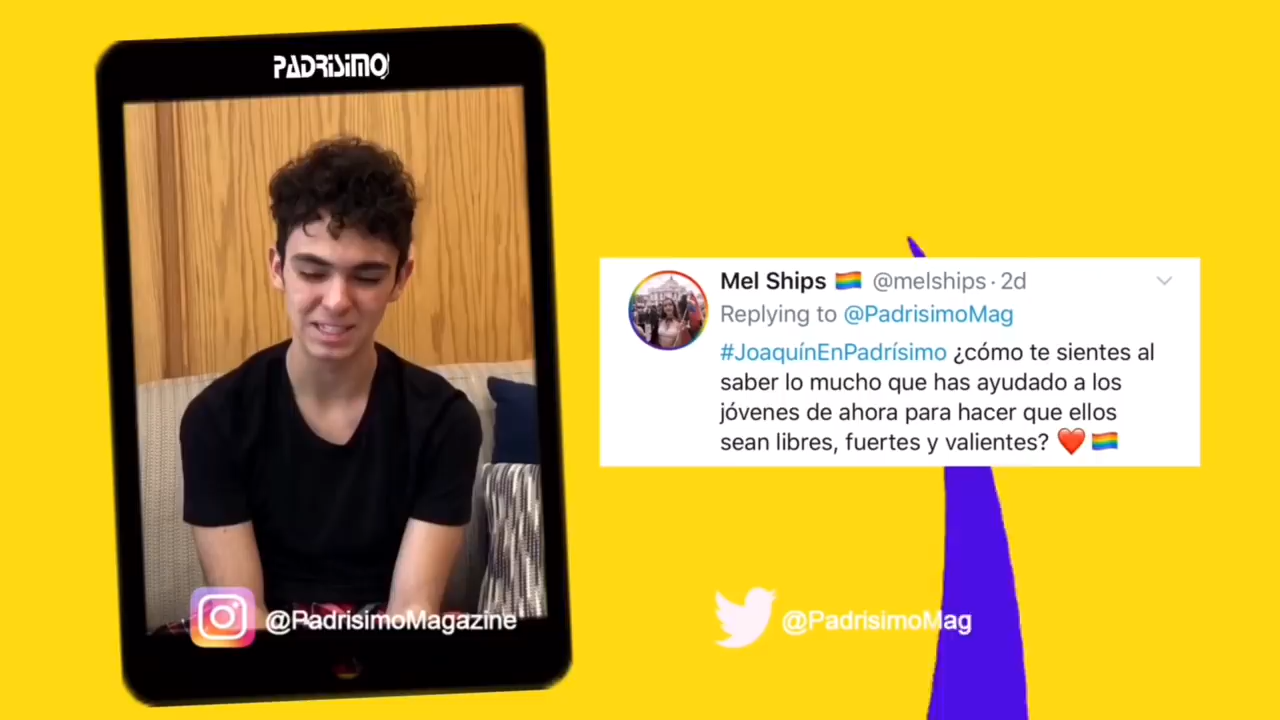 PADRiSiMO
@PadrisimoMagazine
Mel Ships 🏳️‍🌈 @melships · 2d
Replying to @PadrisimoMag
#JoaquínEnPadrísimo ¿cómo te sientes al
saber lo mucho que has ayudado a los
jóvenes de ahora para hacer que ellos
sean libres, fuertes y valientes? ❤️ 🏳️‍🌈
@PadrisimoMag